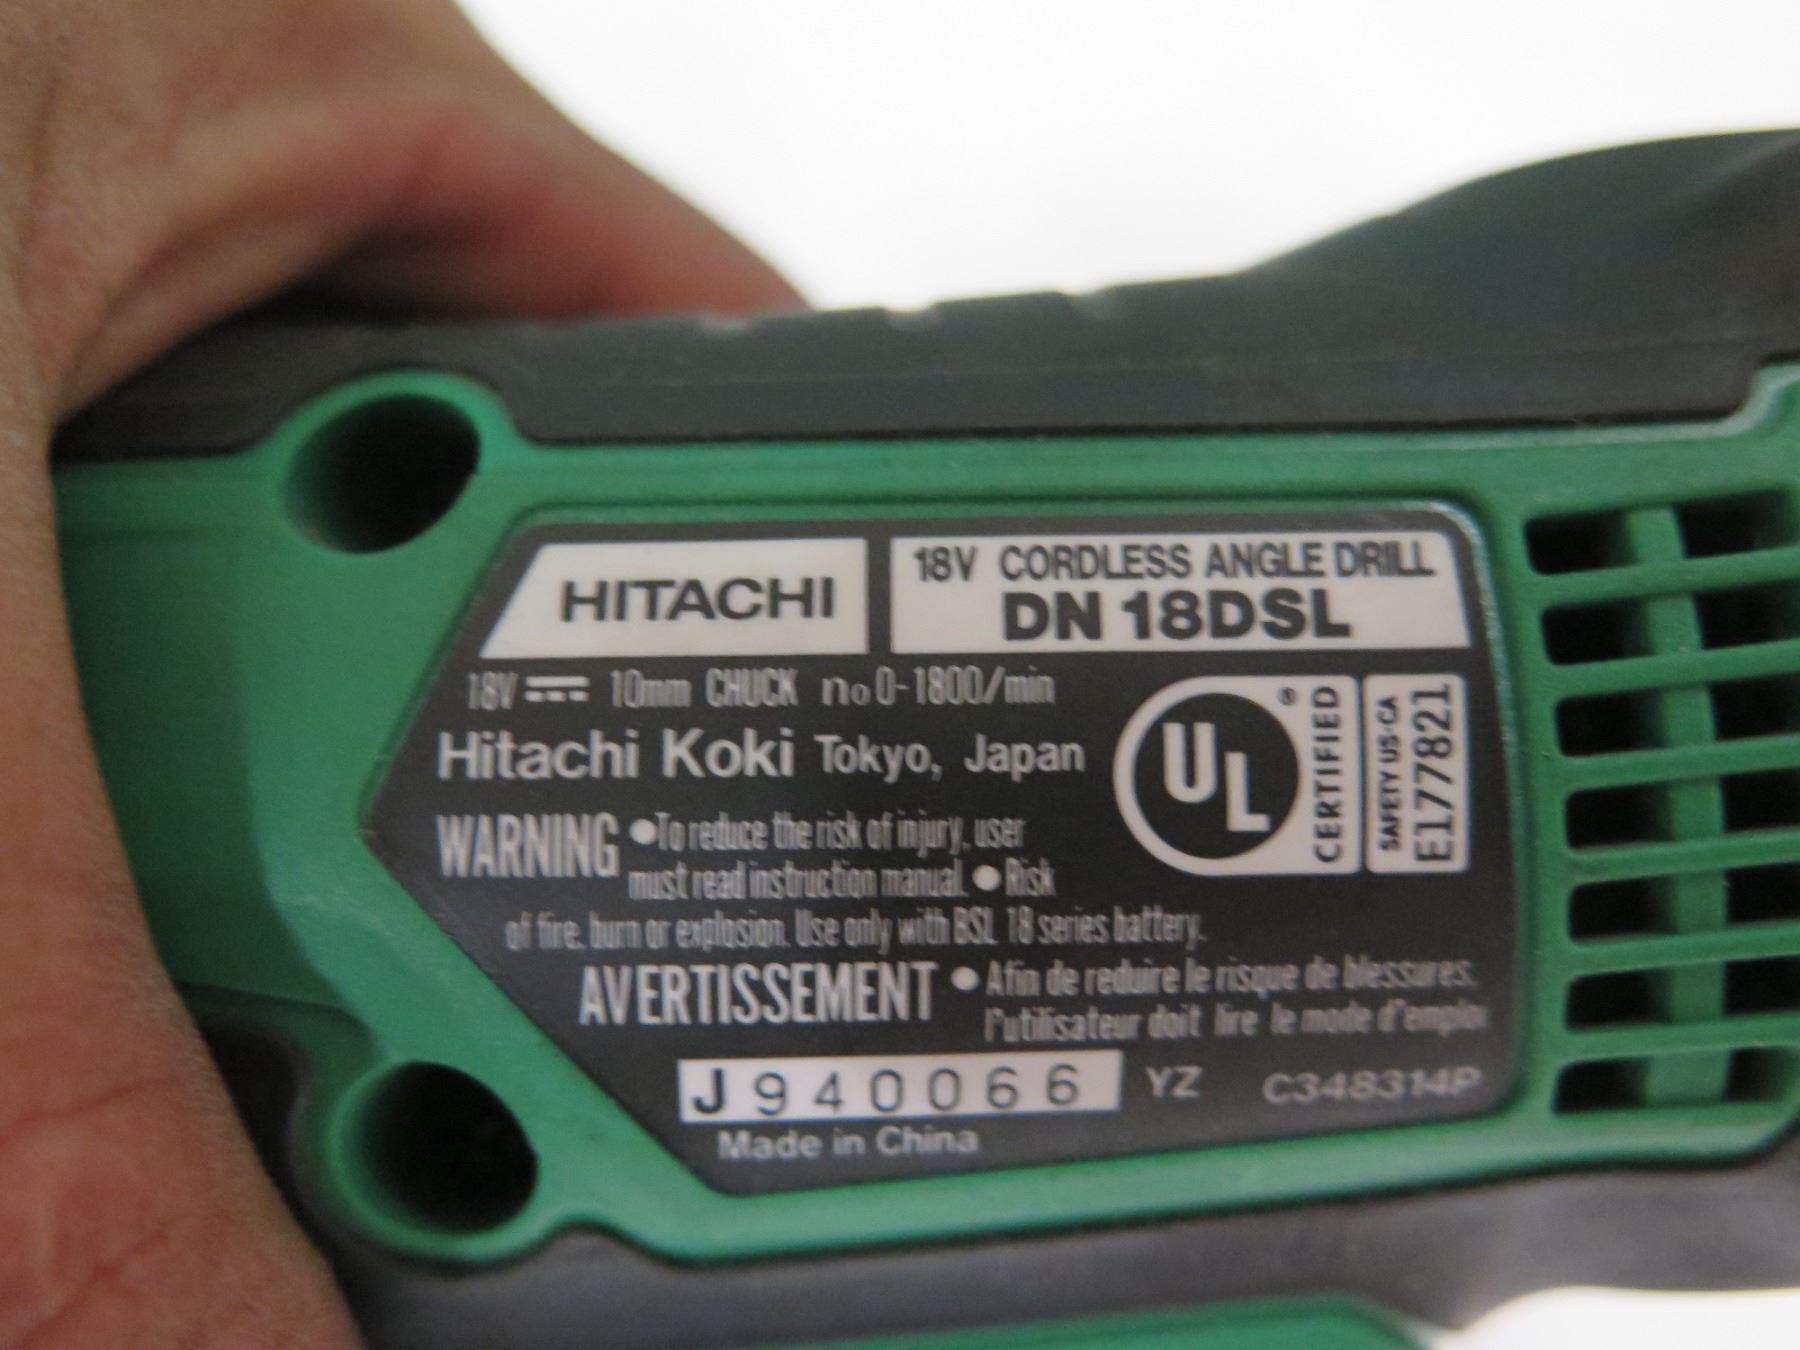 HITACHI
18V CORDLESS ANGLE DRILL
DN 18DSL
18V ⎓ 10mm CHUCK no 0-1800/min
Hitachi Koki Tokyo, Japan
UL ® CERTIFIED
SAFETY US-CA
E177821
WARNING ●To reduce the risk of injury, user
must read instruction manual. ● Risk
of fire, burn or explosion. Use only with BSL 18 series battery.
AVERTISSEMENT ● Afin de reduire le risque de blessures,
l'utilisateur doit lire le mode d'emploi
J940066 YZ C348314P
Made in China